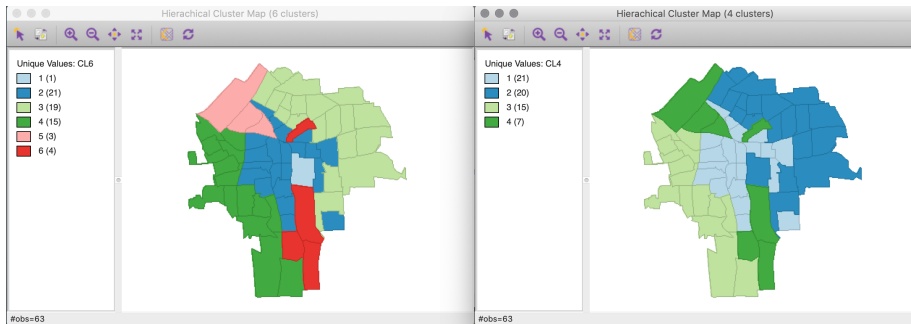 Hierachical Cluster Map (6 clusters)
Unique Values: CL6
1 (1)
2 (21)
3 (19)
4 (15)
5 (3)
6 (4)
#obs=63
Hierachical Cluster Map (4 clusters)
Unique Values: CL4
1 (21)
2 (20)
3 (15)
4 (7)
#obs=63